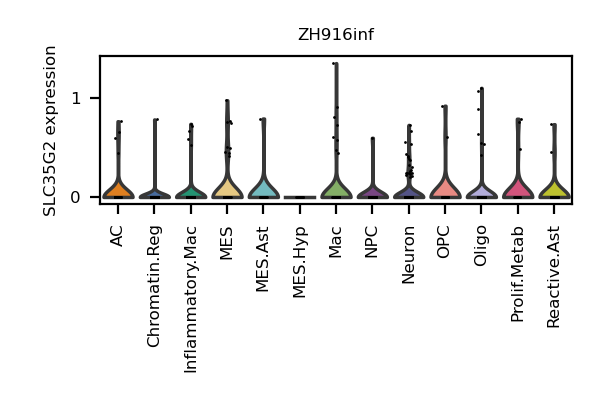 ZH916inf
SLC35G2 expression
1
0
AC
Chromatin.Reg
Inflammatory.Mac
MES
MES.Ast
MES.Hyp
Mac
NPC
Neuron
OPC
Oligo
Prolif.Metab
Reactive.Ast